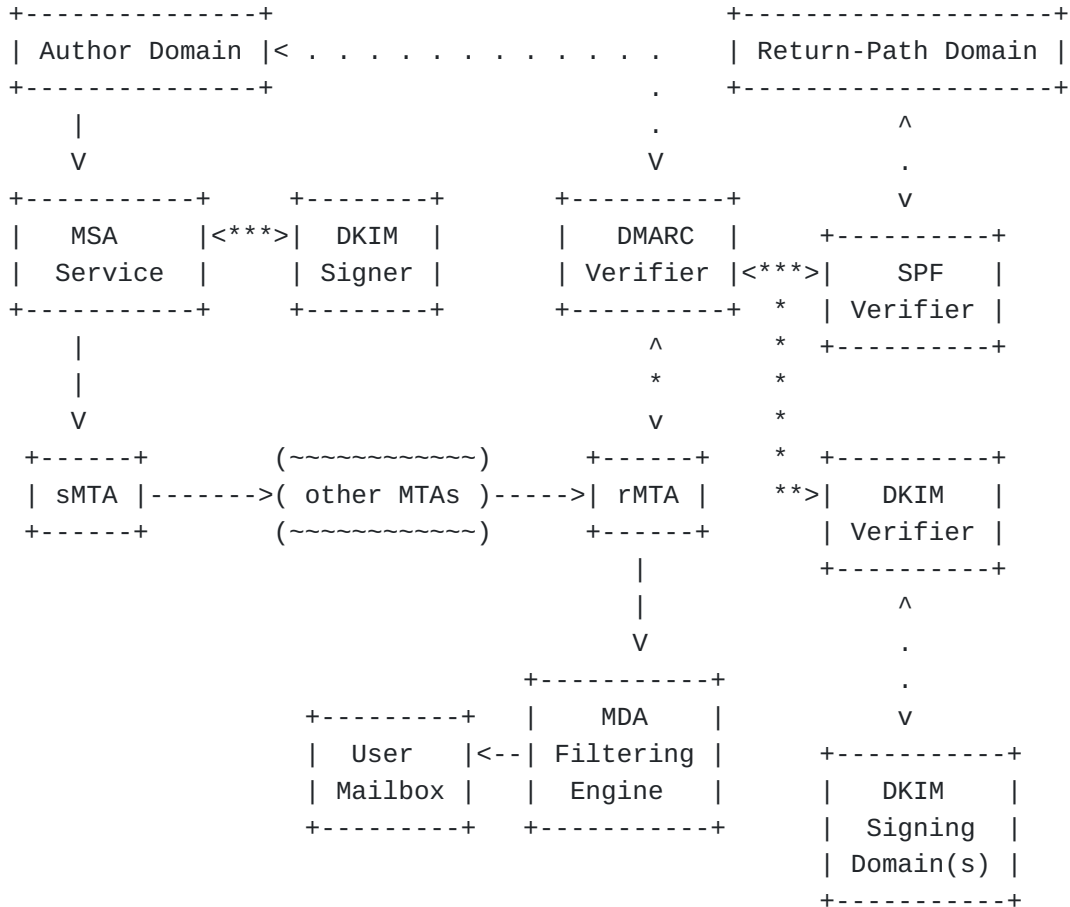 +---------------+                             +--------------------+
| Author Domain |< . . . . . . . . . . . .    | Return-Path Domain |
+---------------+                        .    +--------------------+
    |                                    .               ^
    V                                    V               .
+-----------+     +--------+       +----------+          v
|   MSA     |<***>|  DKIM  |       |   DMARC  |     +----------+
|  Service  |     | Signer |       | Verifier |<***>|    SPF   |
+-----------+     +--------+       +----------+  *  | Verifier |
    |                                    ^       *  +----------+
    |                                    *       *
    V                                    v       *
 +------+        (~~~~~~~~~~~~)      +------+    *  +----------+
 | sMTA |------->( other MTAs )----->| rMTA |    **>|   DKIM   |
 +------+        (~~~~~~~~~~~~)      +------+       | Verifier |
                                        |           +----------+
                                        |                ^
                                        V                .
                                 +-----------+           .
                   +---------+   |    MDA    |           v
                   |  User   |<--| Filtering |      +-----------+
                   | Mailbox |   |  Engine   |      |   DKIM    |
                   +---------+   +-----------+      |  Signing  |
                                                    | Domain(s) |
                                                    +-----------+